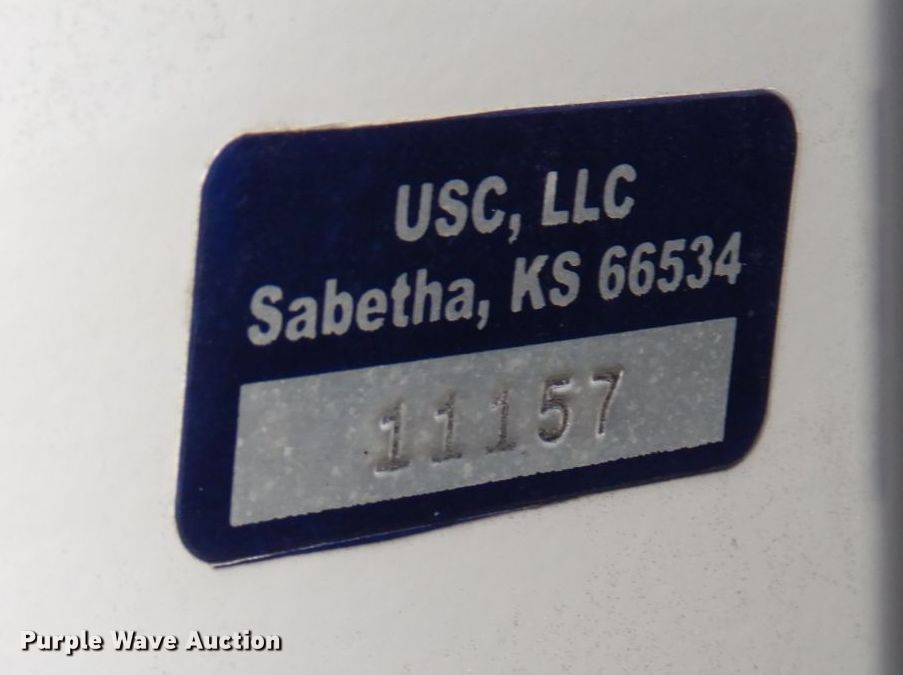 USC, LLC
Sabetha, KS 66534
11157
Purple Wave Auction